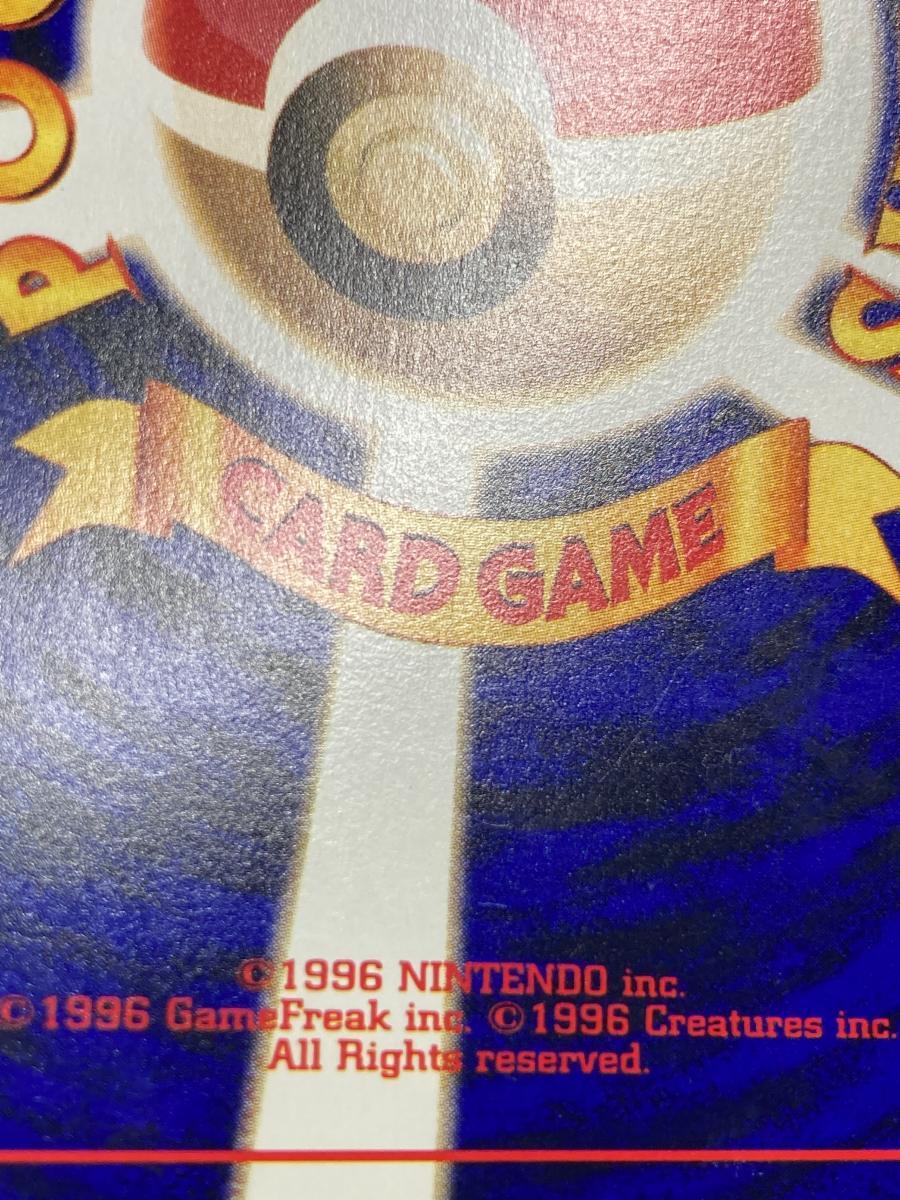 CARD GAME
©1996 NINTENDO inc.
©1996 GameFreak inc. ©1996 Creatures inc.
All Rights reserved.